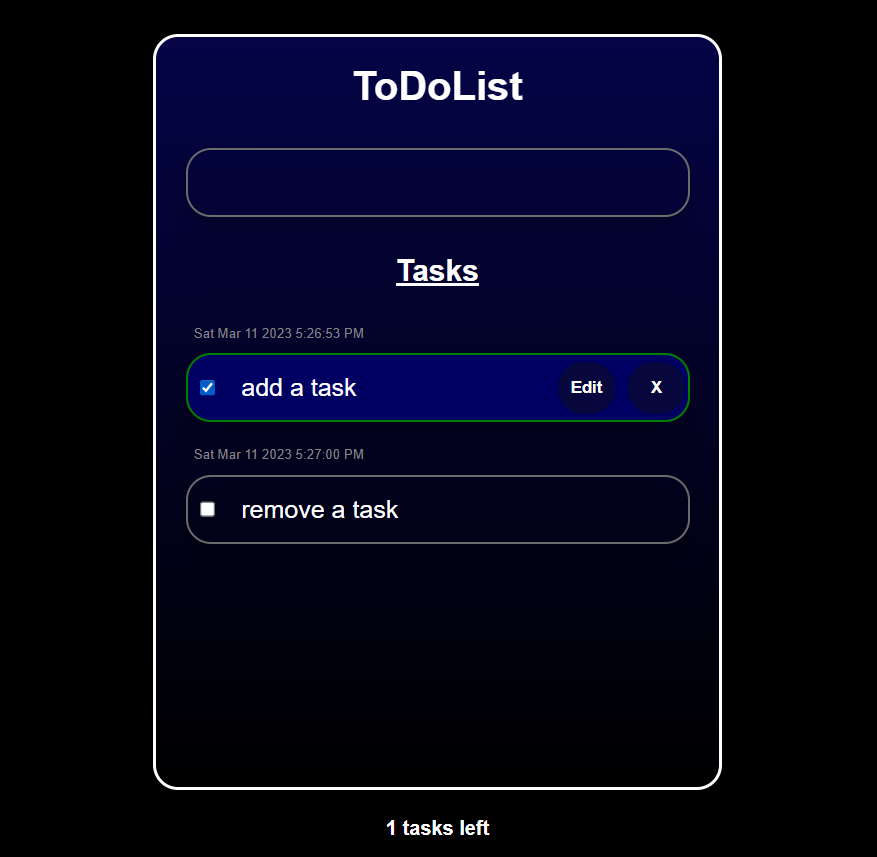 ToDoList
Tasks
Sat Mar 11 2023 5:26:53 PM
add a task Edit X
Sat Mar 11 2023 5:27:00 PM
remove a task
1 tasks left